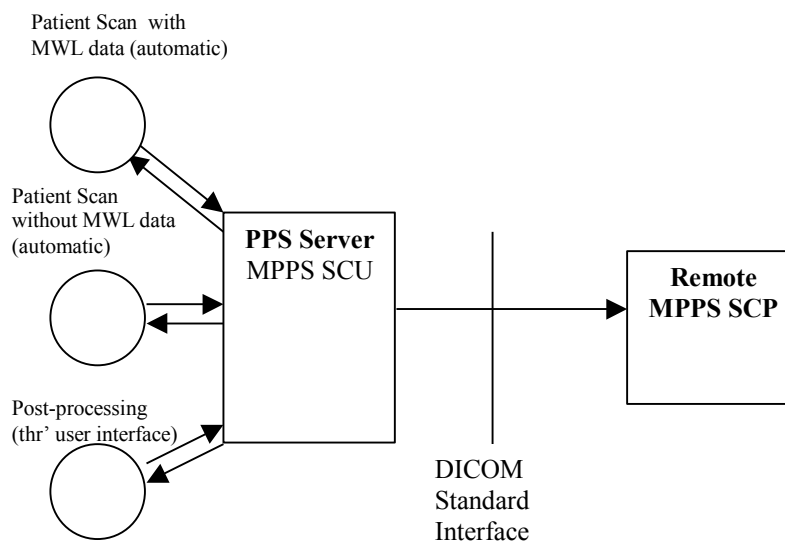 Patient Scan with
MWL data (automatic)
Patient Scan
without MWL data
(automatic)
Post-processing
(thr’ user interface)
PPS Server
MPPS SCU
DICOM
Standard
Interface
Remote
MPPS SCP